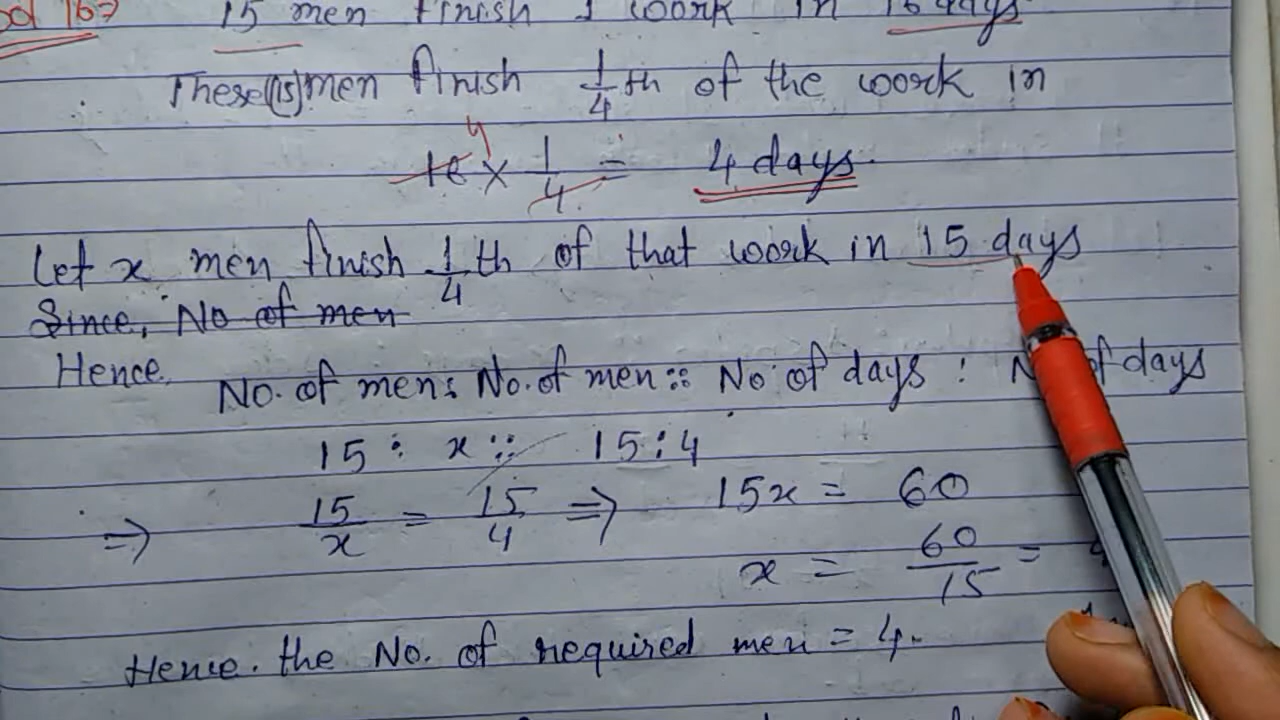 15 men finish 1 work in 16 days
These (15) men finish 1/4 th of the work in
16 × 1/4 = 4 days.
4
Let x men finish 1/4 th of that work in 15 days
Since, No of men
Hence. No. of men : No. of men :: No of days : No of days
15 : x :: 15 : 4
⇒ 15/x = 15/4 ⇒ 15x = 60
x = 60/15 =
Hence. the No. of required men = 4.